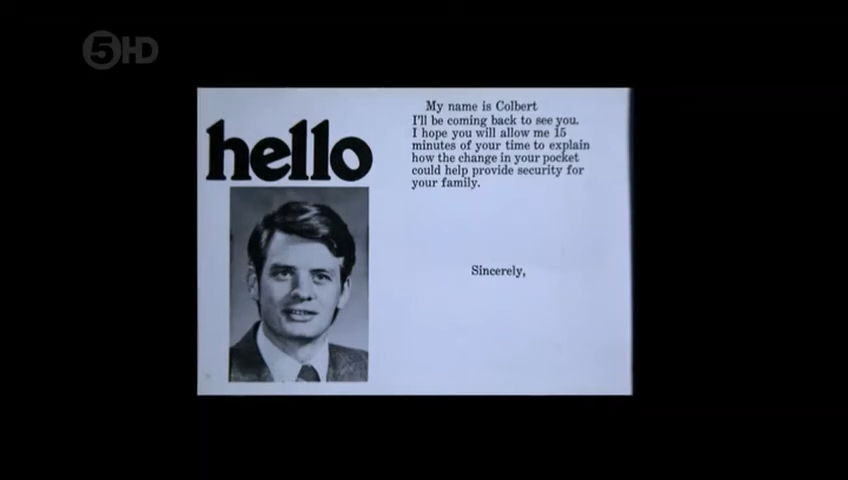 5HD
hello
My name is Colbert
I'll be coming back to see you.
I hope you will allow me 15
minutes of your time to explain
how the change in your pocket
could help provide security for
your family.
Sincerely,